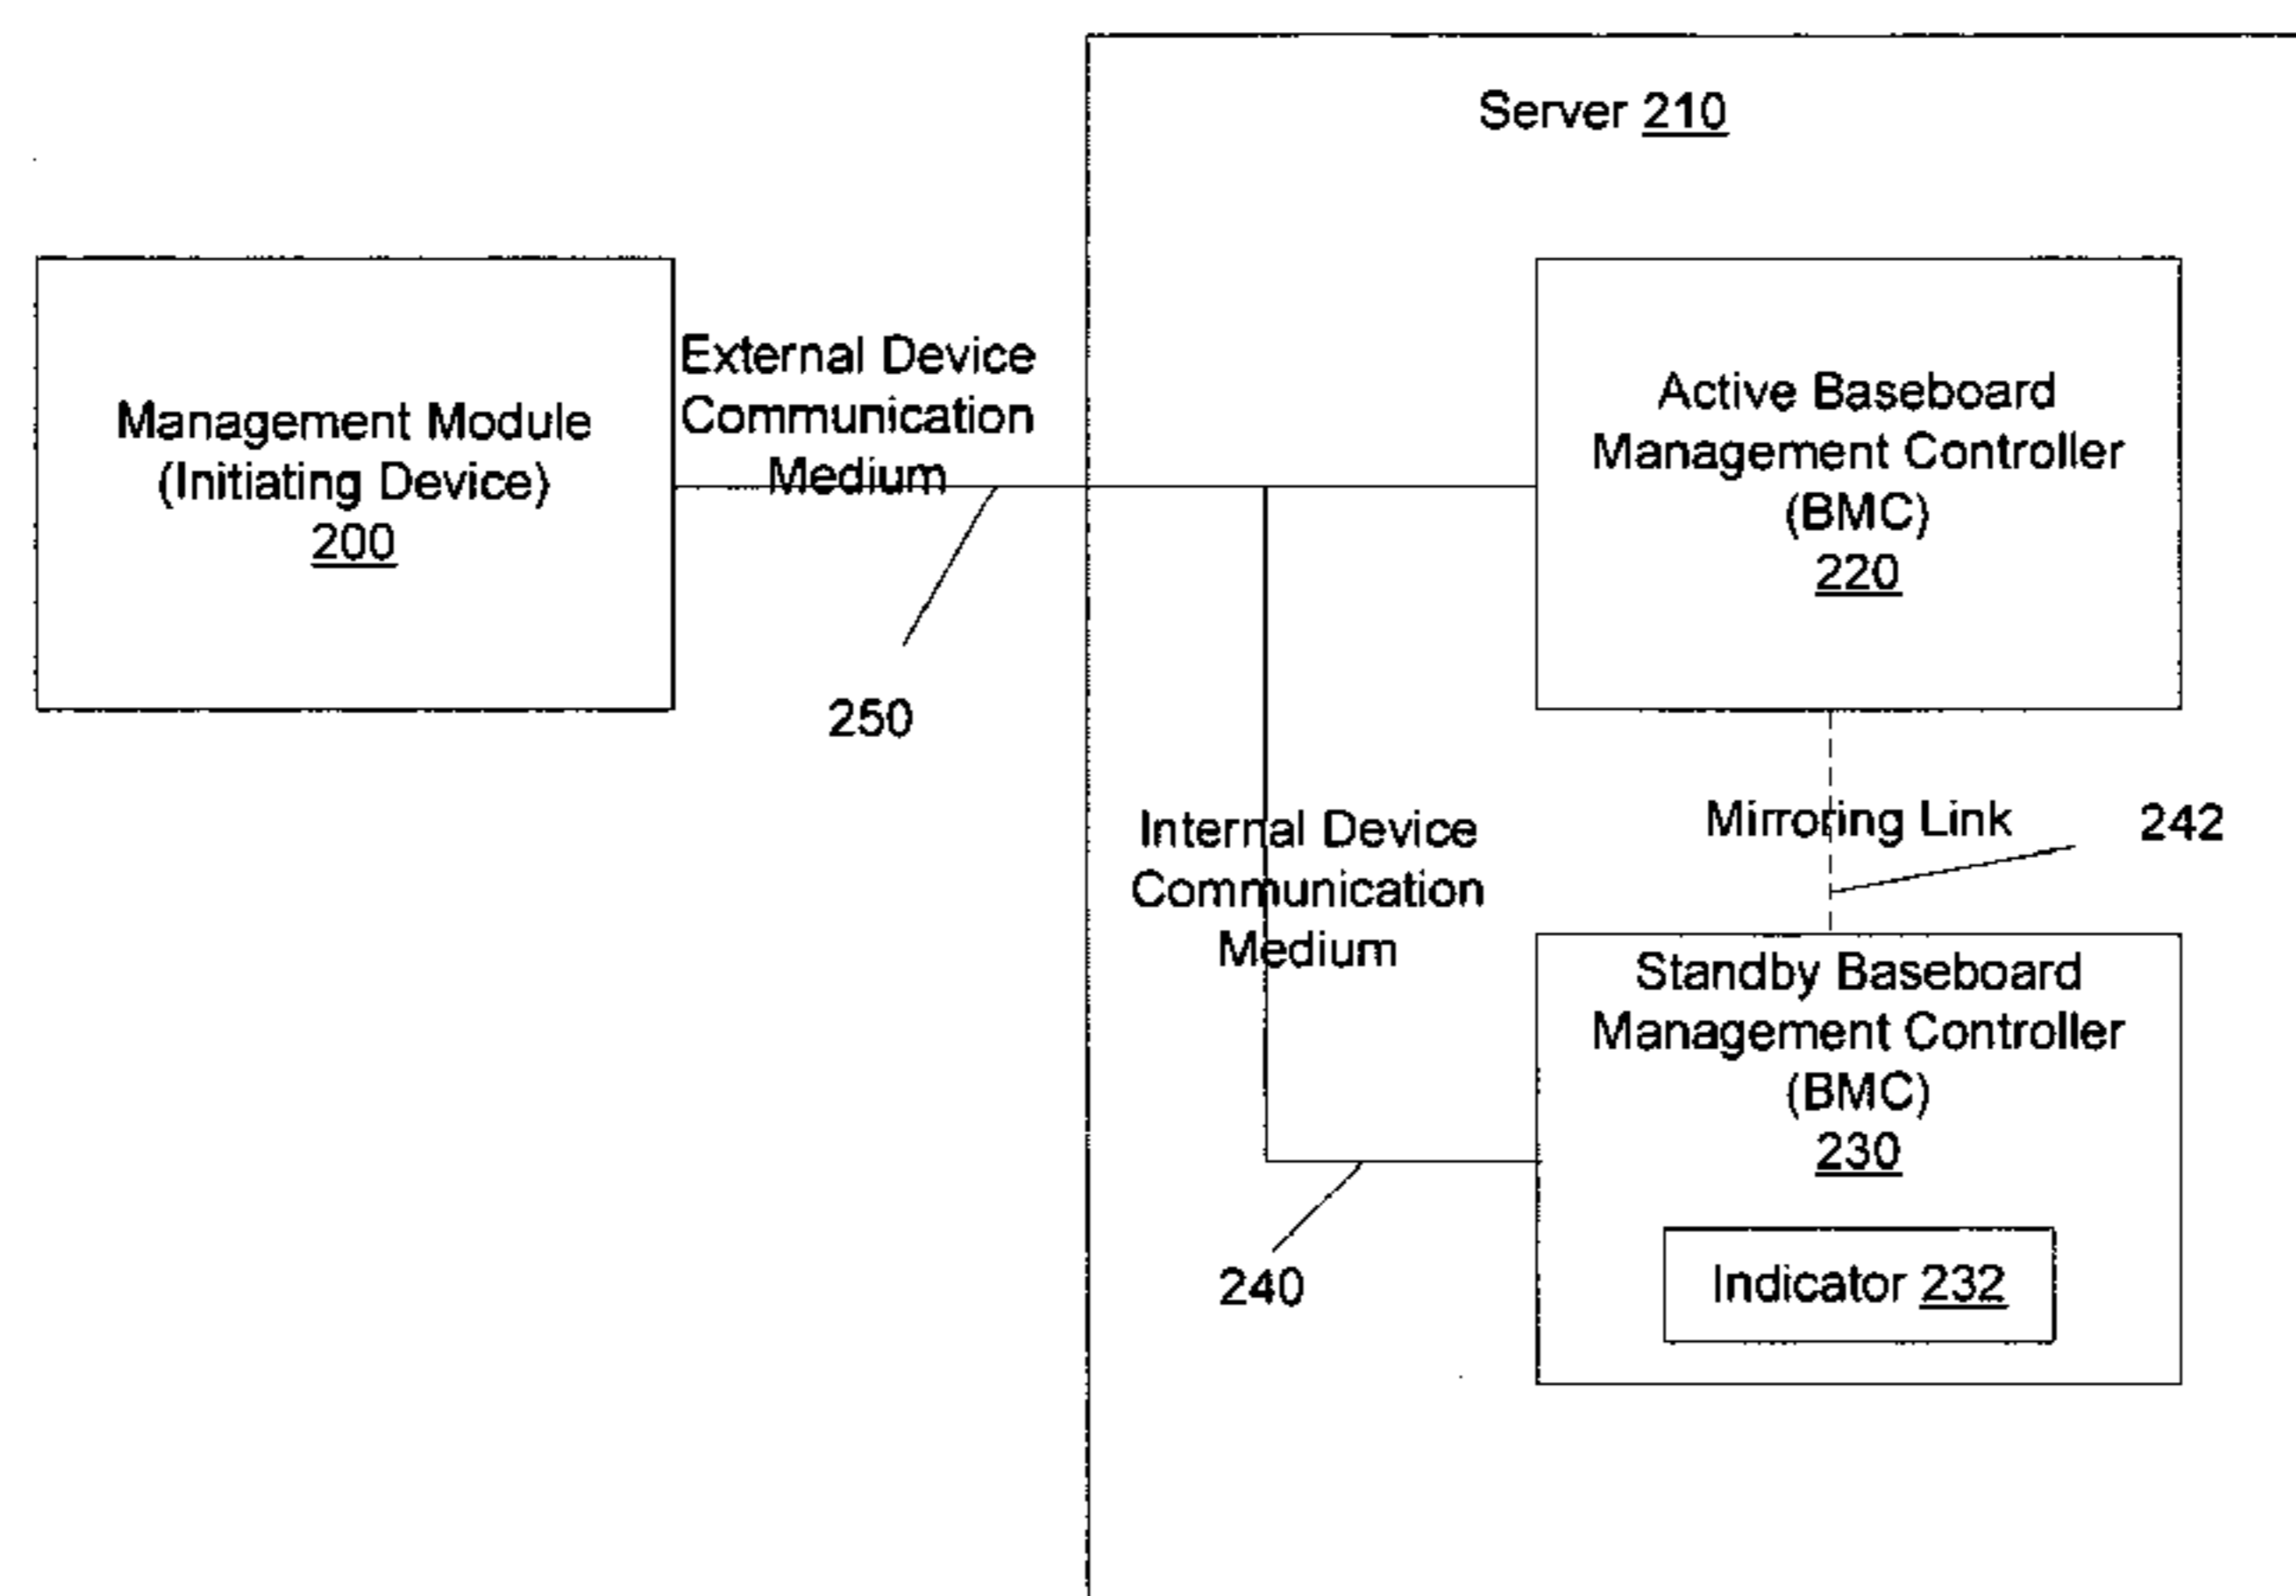 Server 210
Management Module
(Initiating Device)
200
External Device
Communication
Medium
250
Active Baseboard
Management Controller
(BMC)
220
Internal Device
Communication
Medium
240
Mirroring Link
242
Standby Baseboard
Management Controller
(BMC)
230
Indicator 232